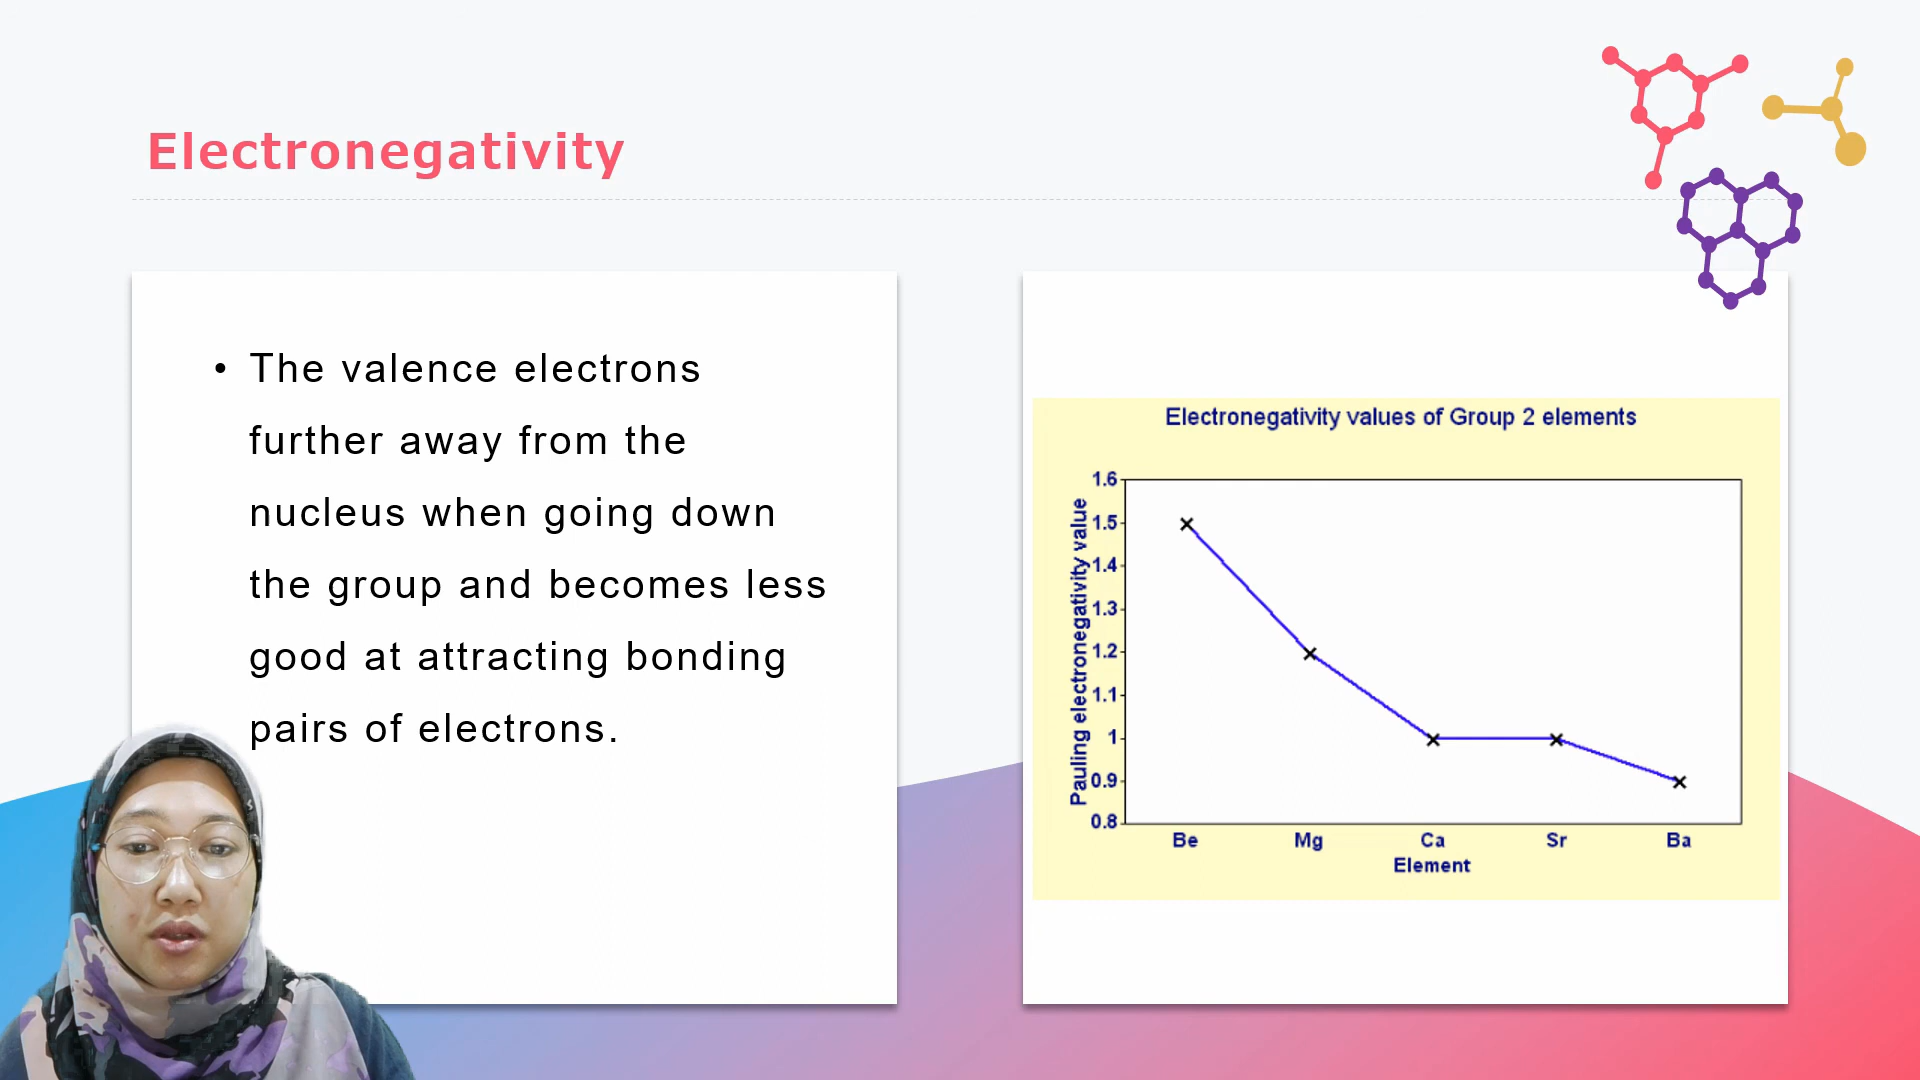 Electronegativity
• The valence electrons
further away from the
nucleus when going down
the group and becomes less
good at attracting bonding
pairs of electrons.
Electronegativity values of Group 2 elements
Pauling electronegativity value
1.6
1.5
1.4
1.3
1.2
1.1
1
0.9
0.8
Be Mg Ca Sr Ba
Element